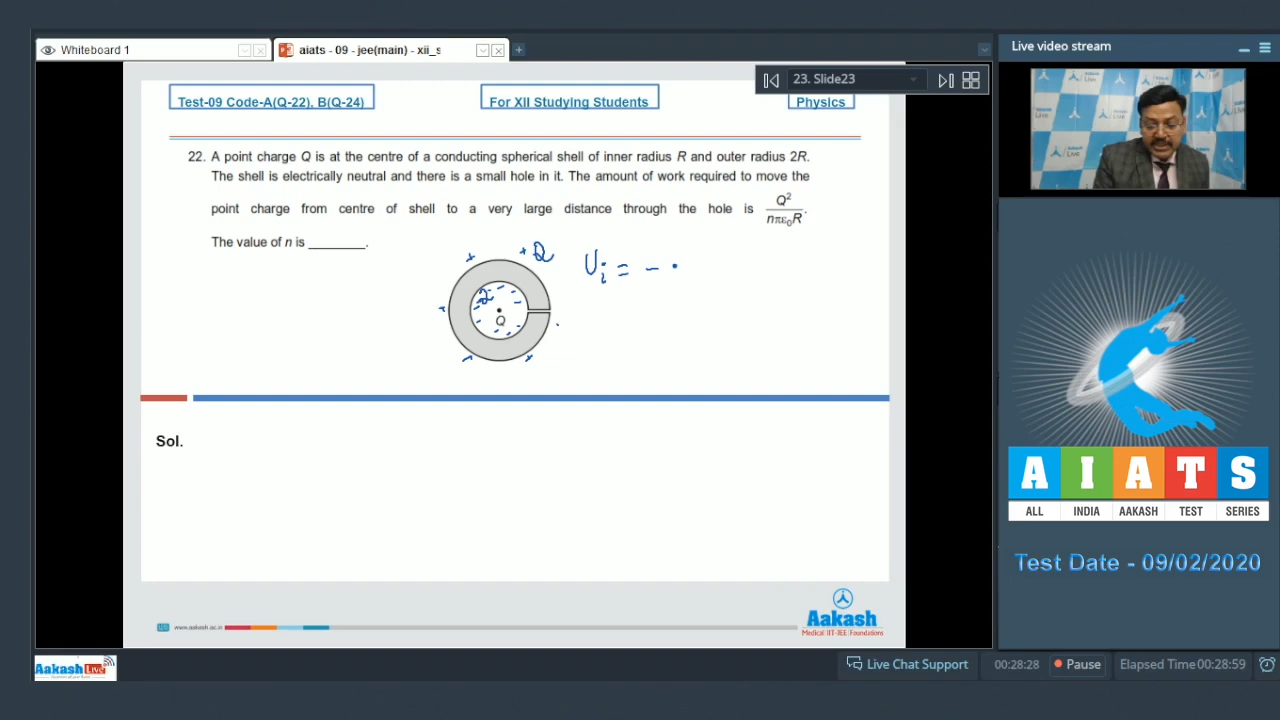 Whiteboard 1
aiats - 09 - jee(main) - xii_s
Live video stream
23. Slide23
Test-09 Code-A(Q-22), B(Q-24)
For XII Studying Students
Physics
22. A point charge Q is at the centre of a conducting spherical shell of inner radius R and outer radius 2R.
The shell is electrically neutral and there is a small hole in it. The amount of work required to move the
point charge from centre of shell to a very large distance through the hole is Q²/nπε₀R.
The value of n is ________.
+ + Q
Uᵢ = -
Q
Sol.
www.aakash.ac.in
Aakash
Medical | IIT-JEE | Foundations
A I A T S
ALL INDIA AAKASH TEST SERIES
Test Date - 09/02/2020
Aakash Live
Live Chat Support
00:28:28
Pause
Elapsed Time 00:28:59